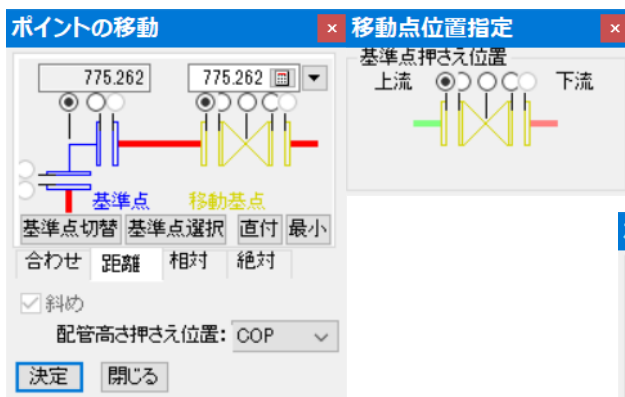 ポイントの移動
775.262
775.262
基準点
移動基点
基準点切替
基準点選択
直付
最小
合わせ
距離
相対
絶対
斜め
配管高さ押さえ位置:
COP
決定
閉じる
移動点位置指定
基準点押さえ位置
上流
下流